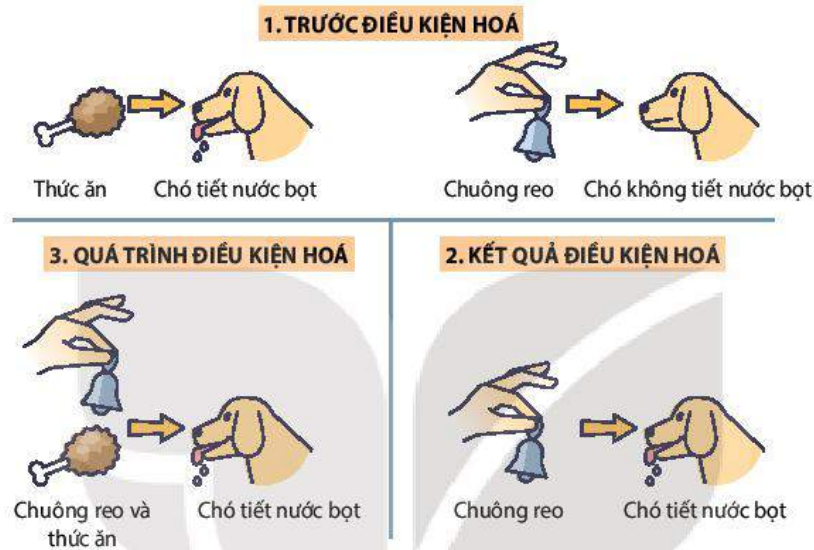 1. TRƯỚC ĐIỀU KIỆN HOÁ
Thức ăn
Chó tiết nước bọt
Chuông reo
Chó không tiết nước bọt
3. QUÁ TRÌNH ĐIỀU KIỆN HOÁ
Chuông reo và
thức ăn
Chó tiết nước bọt
2. KẾT QUẢ ĐIỀU KIỆN HOÁ
Chuông reo
Chó tiết nước bọt